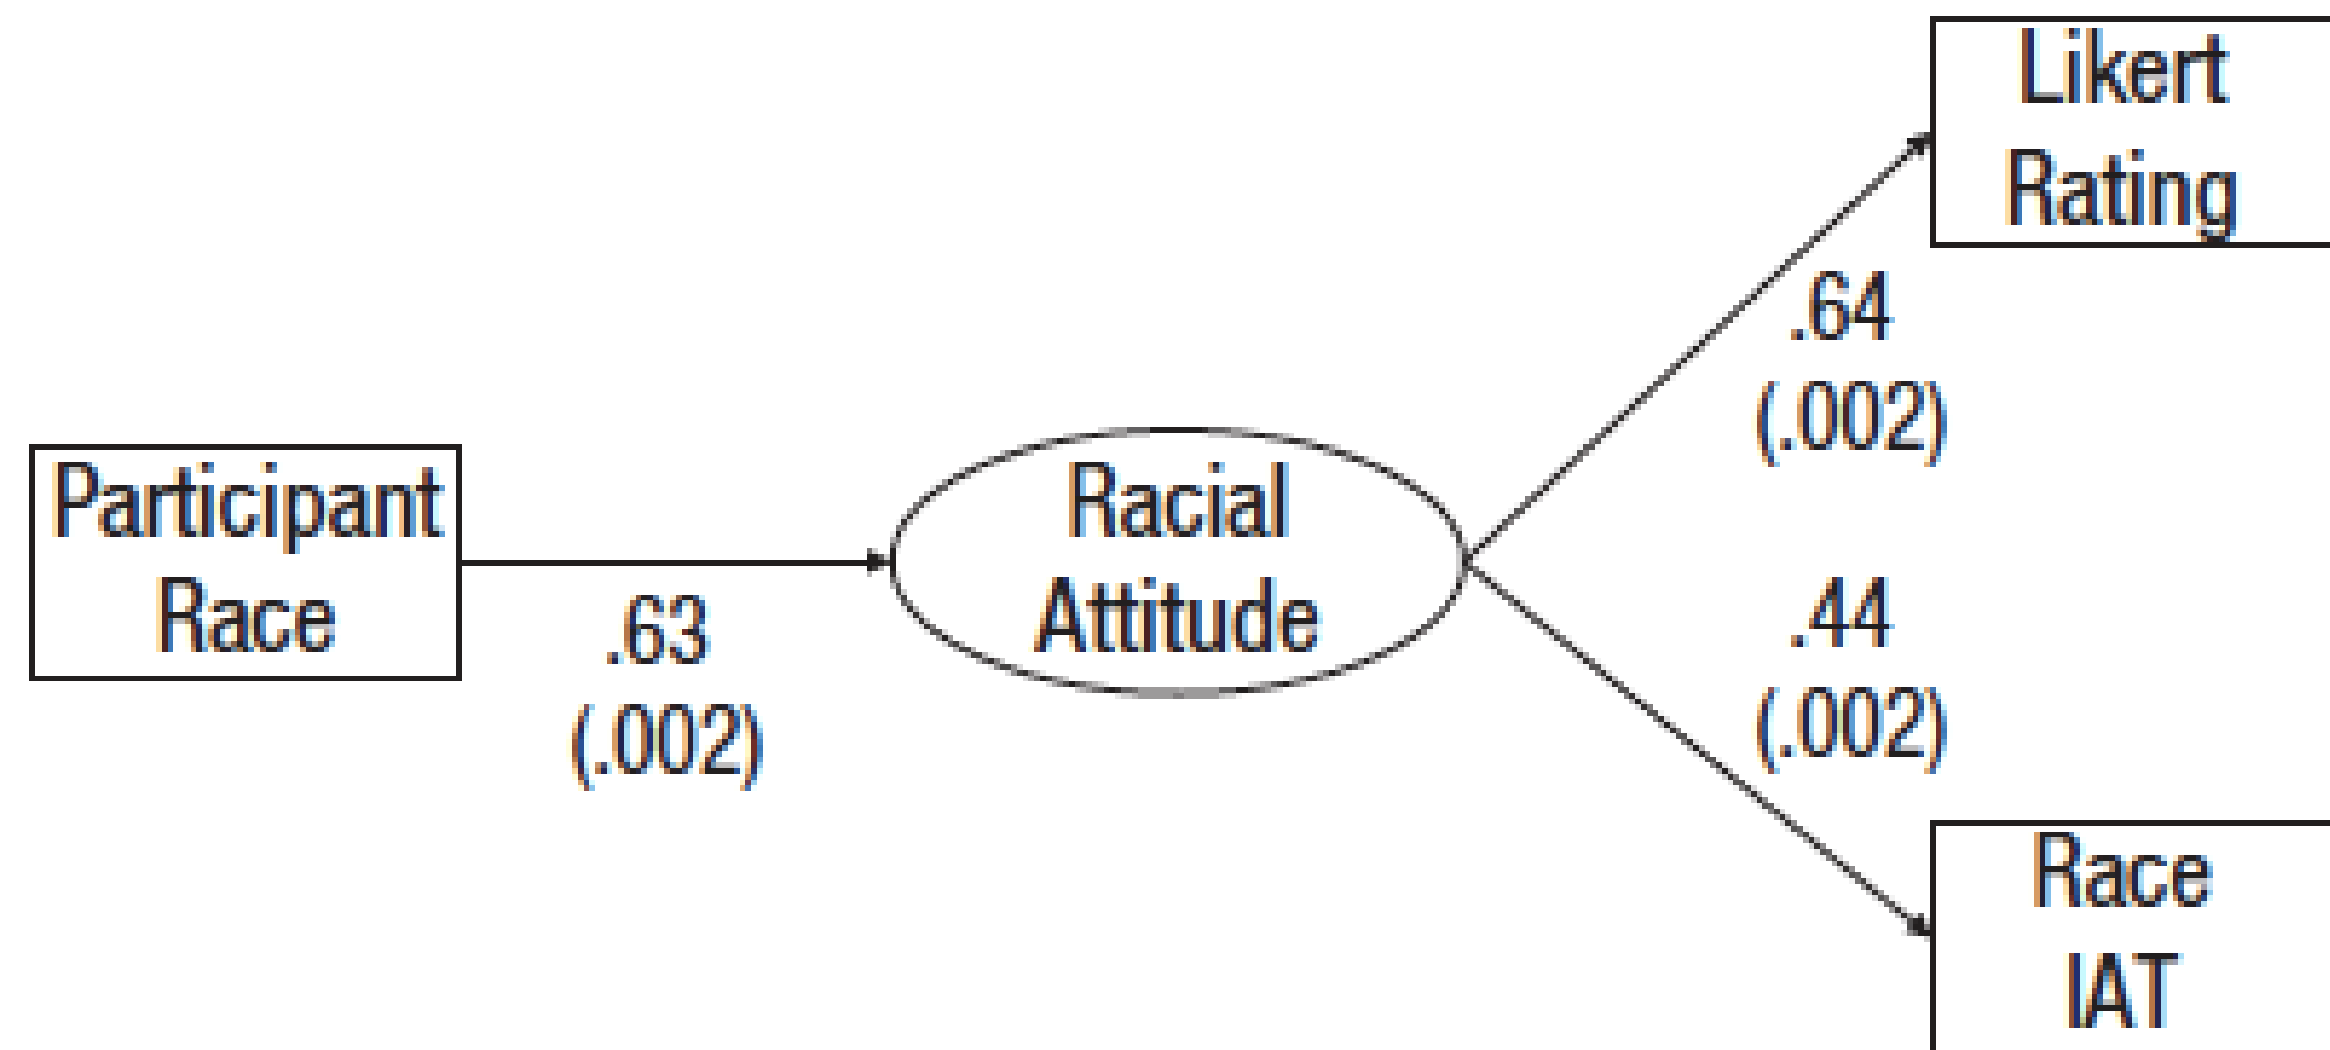 Likert
Rating
.64
(.002)
Participant
Race
.63
(.002)
Racial
Attitude
.44
(.002)
Race
IAT